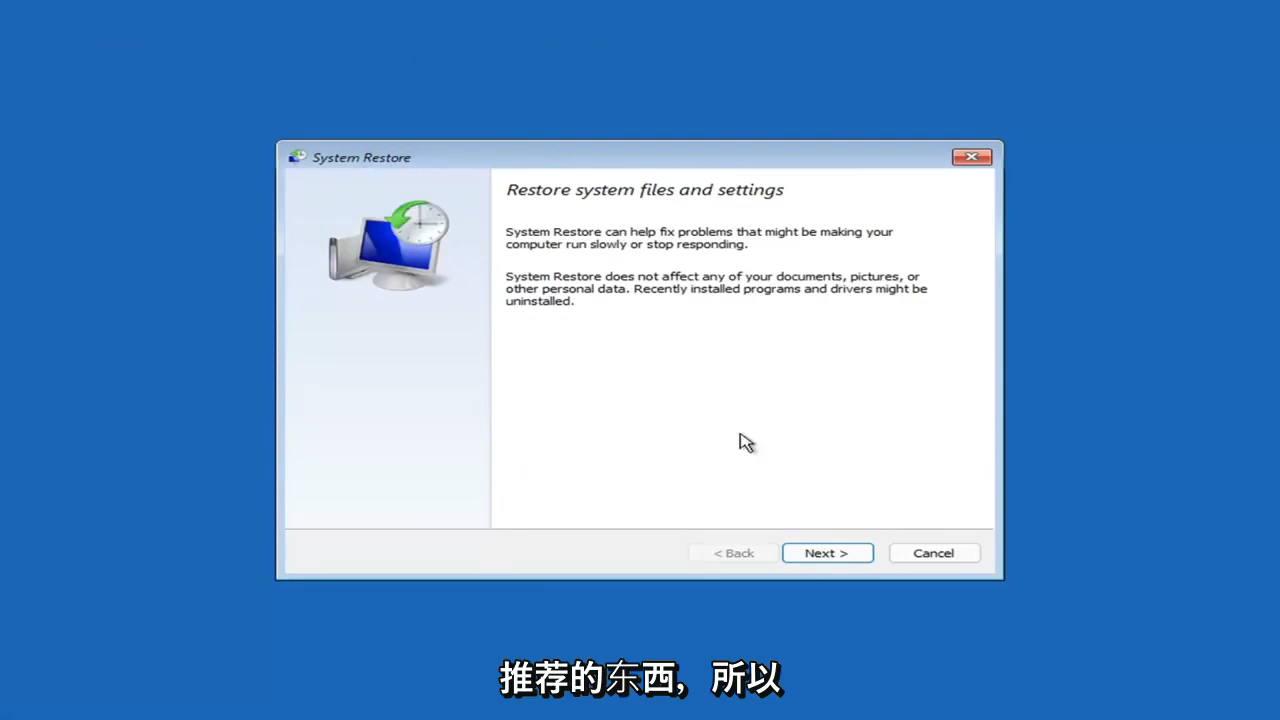 System Restore
Restore system files and settings
System Restore can help fix problems that might be making your
computer run slowly or stop responding.
System Restore does not affect any of your documents, pictures, or
other personal data. Recently installed programs and drivers might be
uninstalled.
< Back
Next >
Cancel
推荐的东西，所以